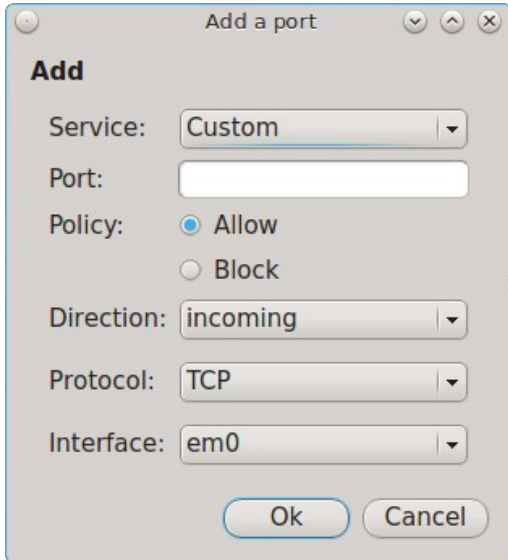 Add a port
Add
Service: Custom
Port:
Policy: Allow
Block
Direction: incoming
Protocol: TCP
Interface: em0
Ok Cancel